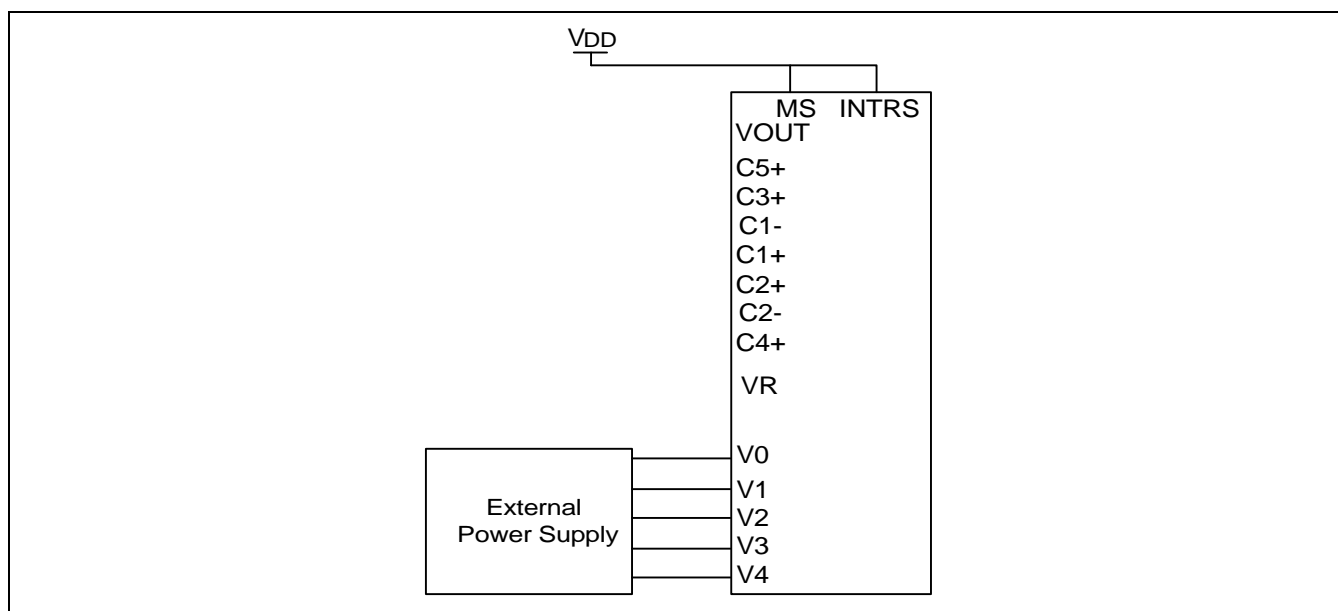 VDD
MS INTRS
VOUT
C5+
C3+
C1-
C1+
C2+
C2-
C4+
VR
V0
V1
V2
V3
V4
External
Power Supply